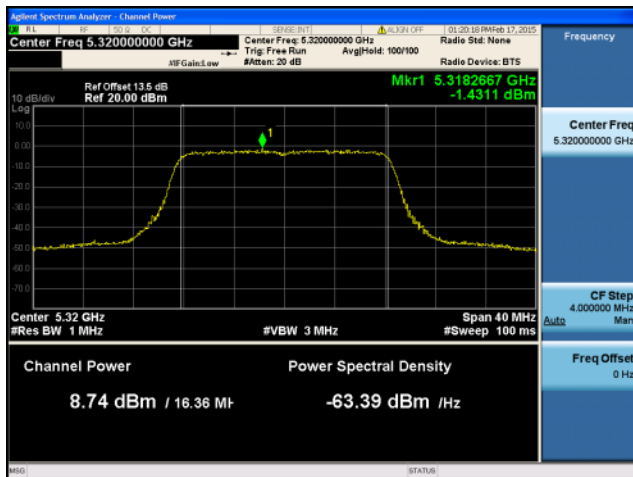 Agilent Spectrum Analyzer - Channel Power
RL RF 50 Ω DC SENSE:INT ALIGN OFF 01:20:18 PM Feb 17, 2015
Center Freq 5.320000000 GHz
Center Freq: 5.320000000 GHz
Radio Std: None
Trig: Free Run Avg|Hold: 100/100
#IFGain:Low #Atten: 20 dB Radio Device: BTS
Ref Offset 13.5 dB
Mkr1 5.3182667 GHz
10 dB/div Ref 20.00 dBm -1.4311 dBm
Log
1
10.0
0.00
-10.0
-20.0
-30.0
-40.0
-50.0
-60.0
-70.0
Center 5.32 GHz Span 40 MHz
#Res BW 1 MHz #VBW 3 MHz #Sweep 100 ms
Channel Power Power Spectral Density
8.74 dBm / 16.36 MH -63.39 dBm /Hz
MSG STATUS
Frequency
Center Freq
5.320000000 GHz
CF Step
4.000000 MHz
Auto Man
Freq Offset
0 Hz